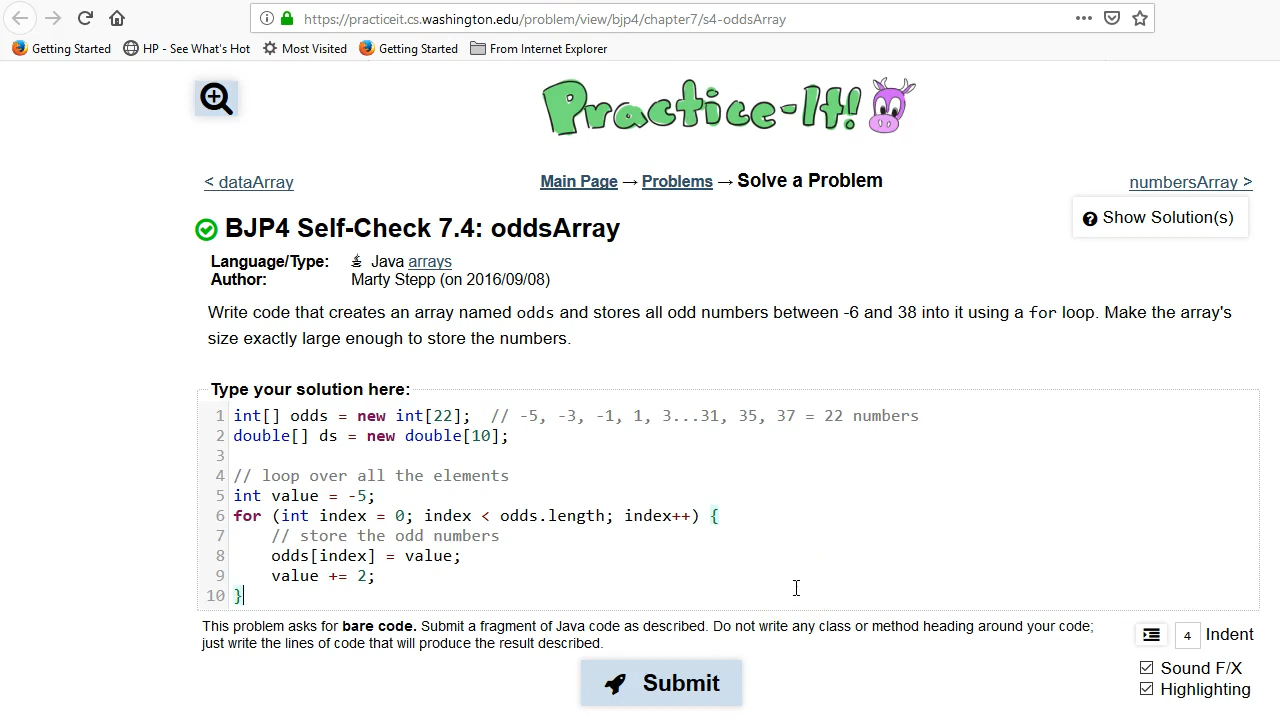 https://practiceit.cs.washington.edu/problem/view/bjp4/chapter7/s4-oddsArray
Getting Started HP - See What's Hot Most Visited Getting Started From Internet Explorer
Practice-It!
< dataArray Main Page → Problems → Solve a Problem numbersArray >
BJP4 Self-Check 7.4: oddsArray
Show Solution(s)
Language/Type: Java arrays
Author: Marty Stepp (on 2016/09/08)
Write code that creates an array named odds and stores all odd numbers between -6 and 38 into it using a for loop. Make the array's
size exactly large enough to store the numbers.
Type your solution here:
1 int[] odds = new int[22];  // -5, -3, -1, 1, 3...31, 35, 37 = 22 numbers
2 double[] ds = new double[10];
3
4 // loop over all the elements
5 int value = -5;
6 for (int index = 0; index < odds.length; index++) {
7     // store the odd numbers
8     odds[index] = value;
9     value += 2;
10 }
This problem asks for bare code. Submit a fragment of Java code as described. Do not write any class or method heading around your code;
just write the lines of code that will produce the result described.
4 Indent
Sound F/X
Highlighting
Submit